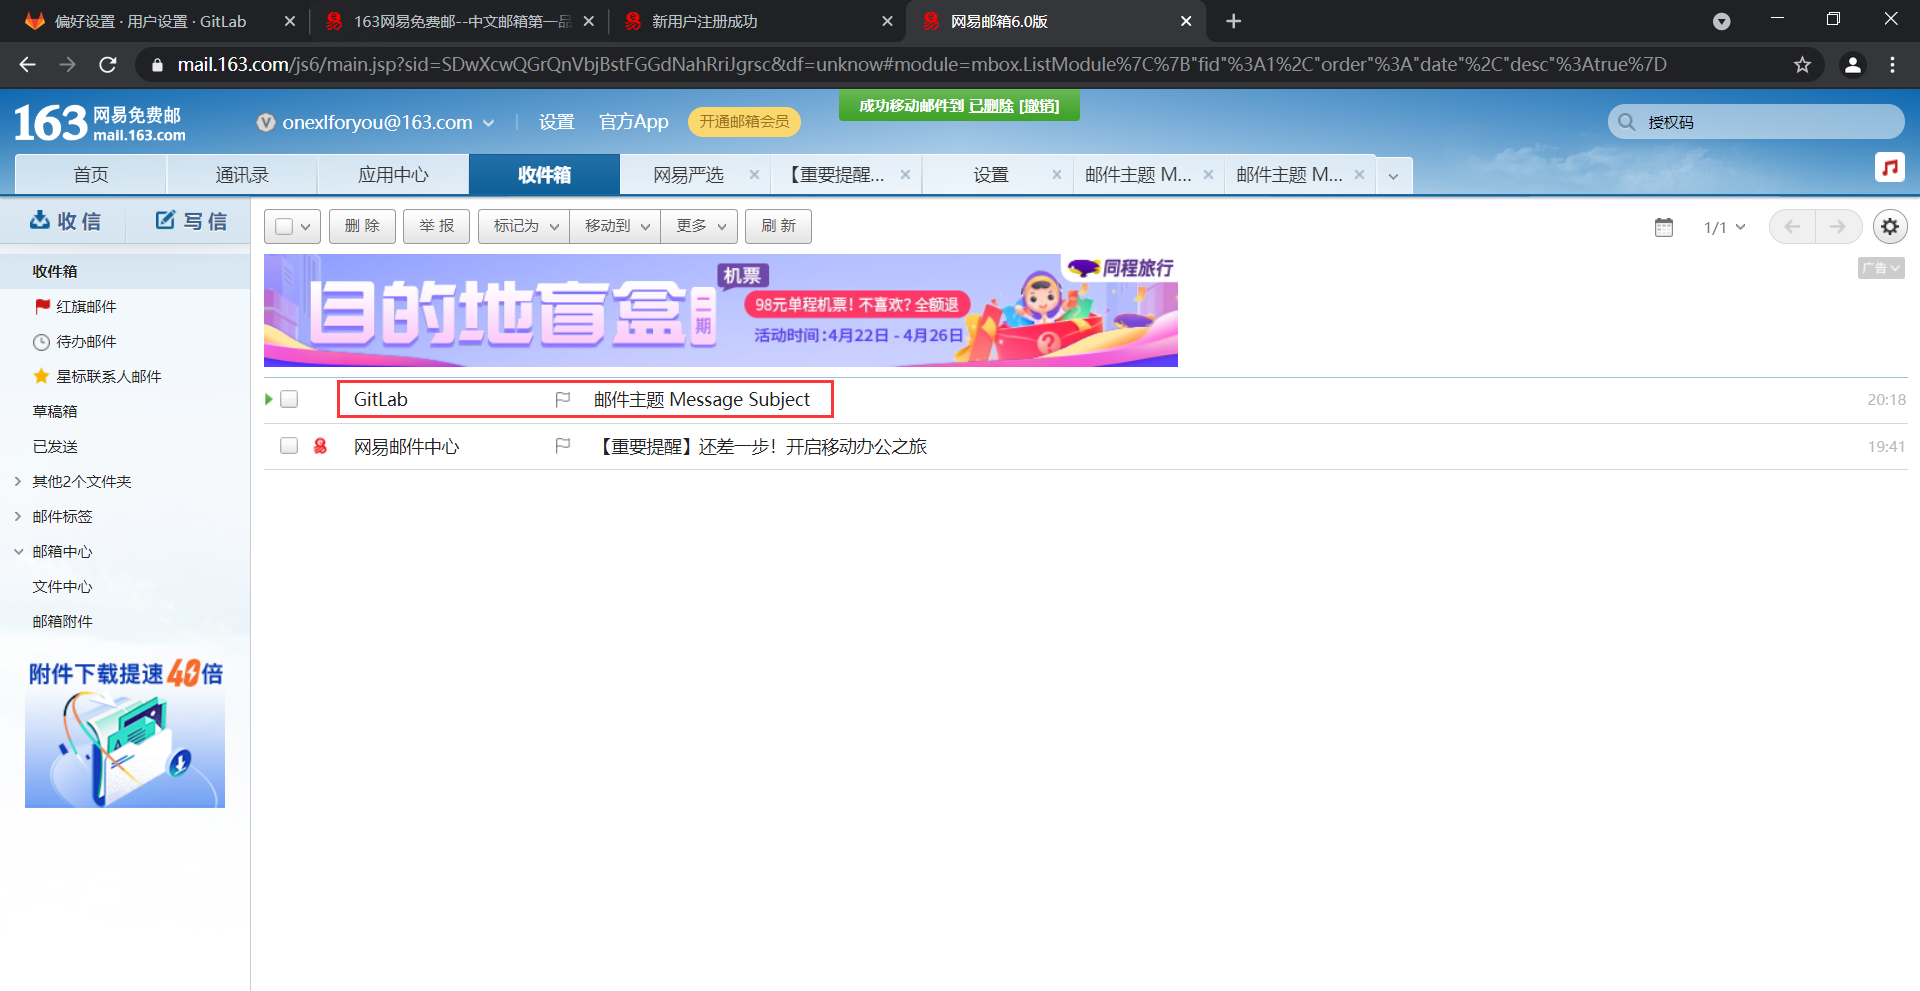 偏好设置 · 用户设置 · GitLab
163网易免费邮--中文邮箱第一品
新用户注册成功
网易邮箱6.0版
mail.163.com/js6/main.jsp?sid=SDwXcwQGrQnVbjBstFGGdNahRriJgrsc&df=unknow#module=mbox.ListModule%7C%7B"fid"%3A1%2C"order"%3A"date"%2C"desc"%3Atrue%7D
163 网易免费邮
mail.163.com
onexlforyou@163.com
设置
官方App
开通邮箱会员
成功移动邮件到 已删除 [撤销]
授权码
首页
通讯录
应用中心
收件箱
网易严选
【重要提醒...
设置
邮件主题 M...
邮件主题 M...
收信
写信
删 除
举 报
标记为
移动到
更多
刷 新
1/1
收件箱
红旗邮件
待办邮件
星标联系人邮件
草稿箱
已发送
其他2个文件夹
邮件标签
邮箱中心
文件中心
邮箱附件
附件下载提速40倍
目的地盲盒
二期
机票
98元单程机票！不喜欢？全额退
活动时间：4月22日 - 4月26日
同程旅行
广告
GitLab
邮件主题 Message Subject
20:18
网易邮件中心
【重要提醒】还差一步！开启移动办公之旅
19:41